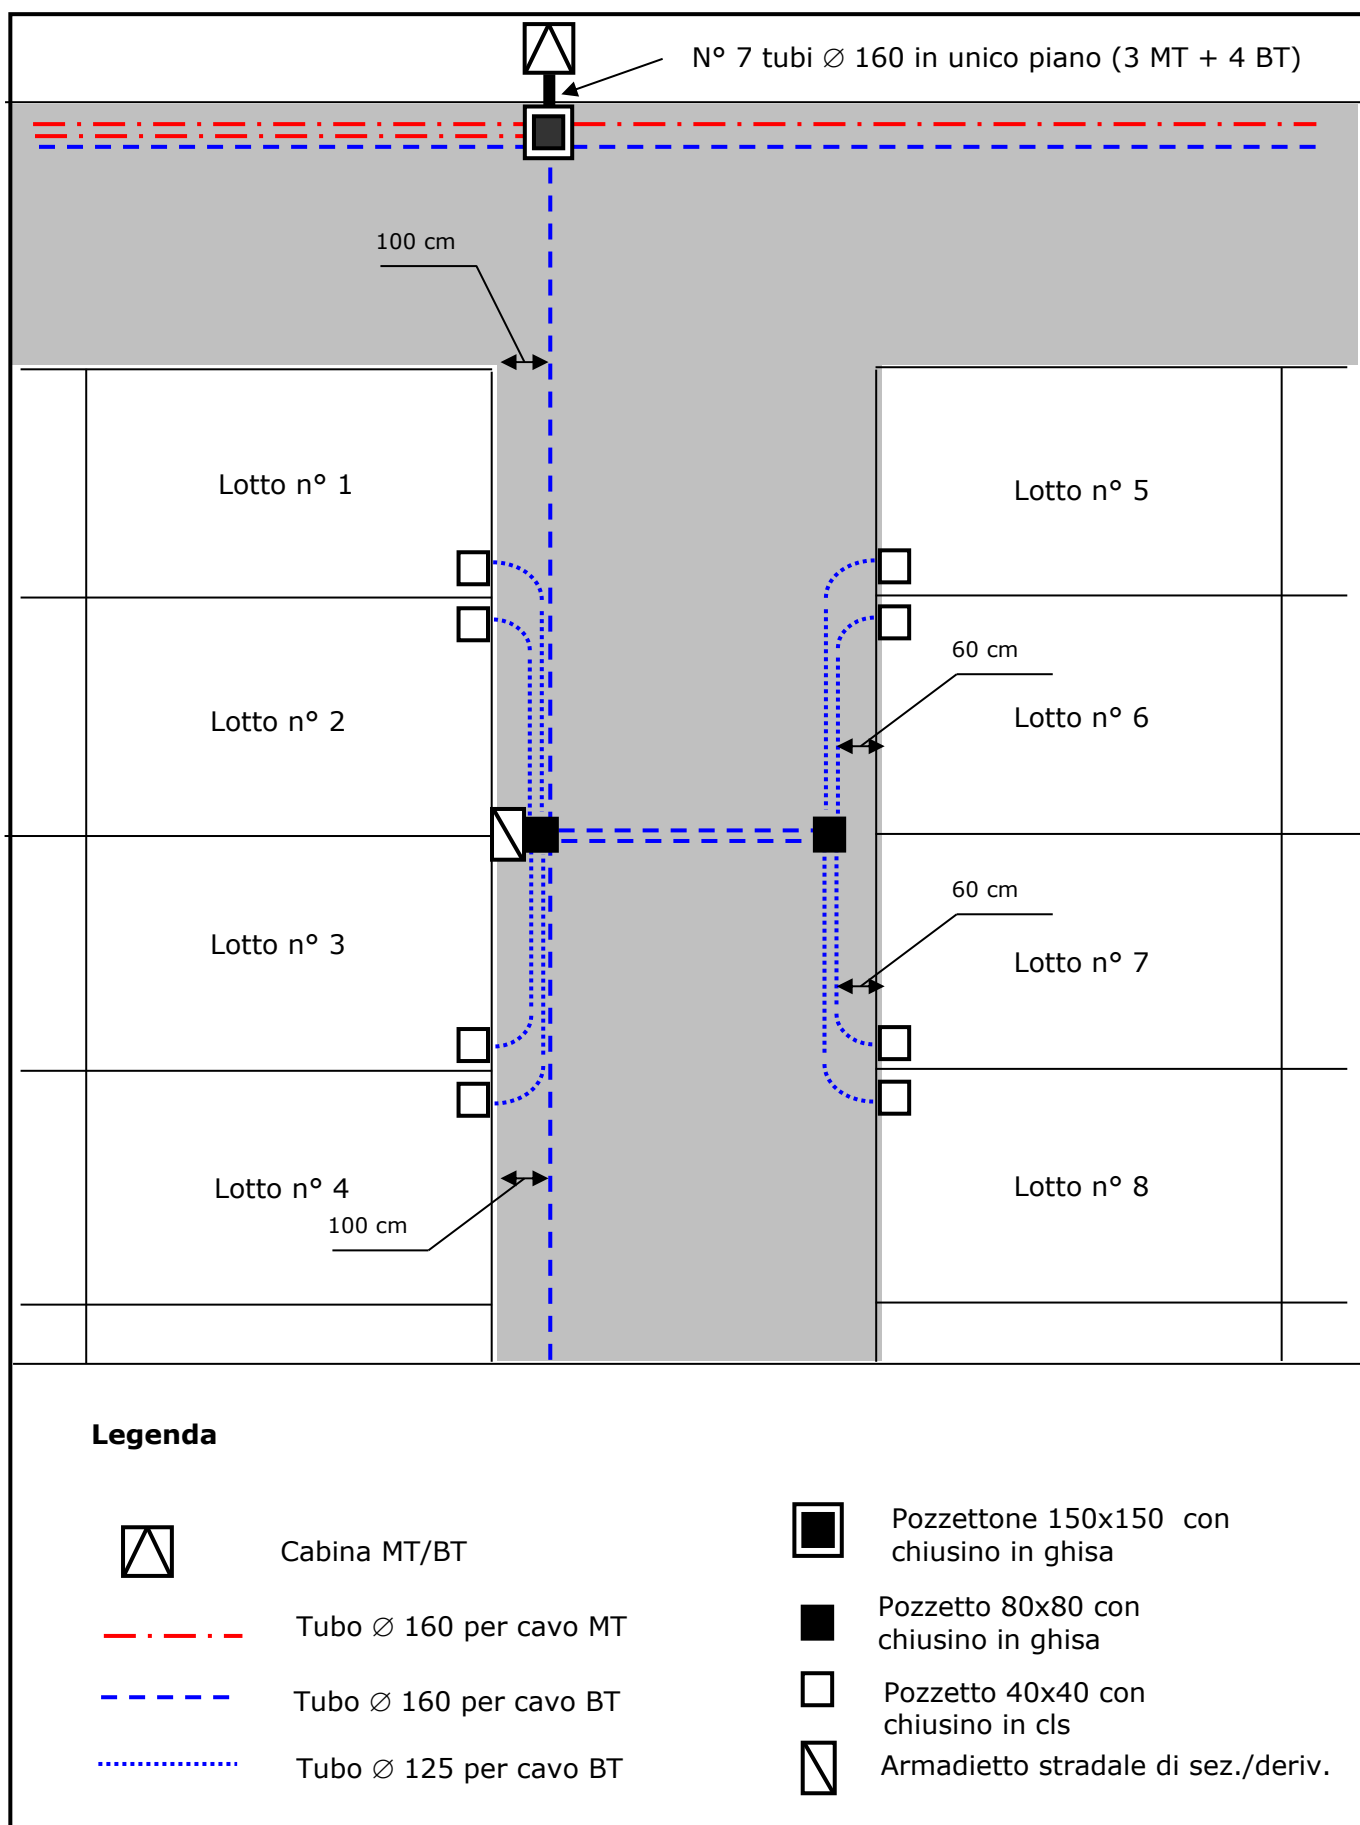 N° 7 tubi ∅ 160 in unico piano (3 MT + 4 BT)
100 cm
Lotto n° 1
Lotto n° 5
60 cm
Lotto n° 2
Lotto n° 6
60 cm
Lotto n° 3
Lotto n° 7
Lotto n° 4
Lotto n° 8
100 cm
Legenda
Cabina MT/BT
Tubo ∅ 160 per cavo MT
Tubo ∅ 160 per cavo BT
Tubo ∅ 125 per cavo BT
Pozzettone 150x150 con
chiusino in ghisa
Pozzetto 80x80 con
chiusino in ghisa
Pozzetto 40x40 con
chiusino in cls
Armadietto stradale di sez./deriv.